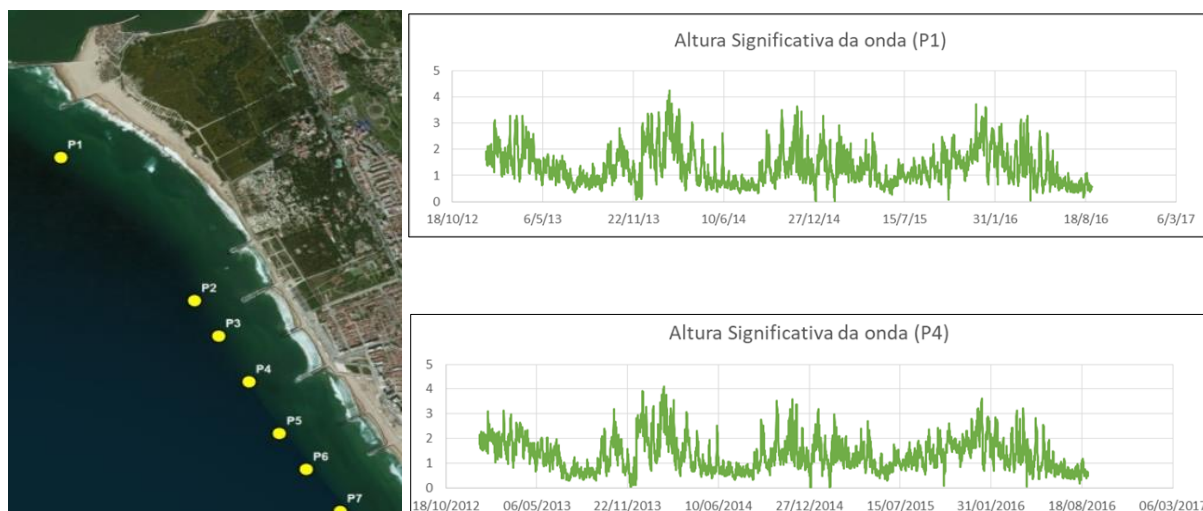 P1
P2
P3
P4
P5
P6
P7
Altura Significativa da onda (P1)
5
4
3
2
1
0
18/10/12 6/5/13 22/11/13 10/6/14 27/12/14 15/7/15 31/1/16 18/8/16 6/3/17
Altura Significativa da onda (P4)
5
4
3
2
1
0
18/10/2012 06/05/2013 22/11/2013 10/06/2014 27/12/2014 15/07/2015 31/01/2016 18/08/2016 06/03/2017